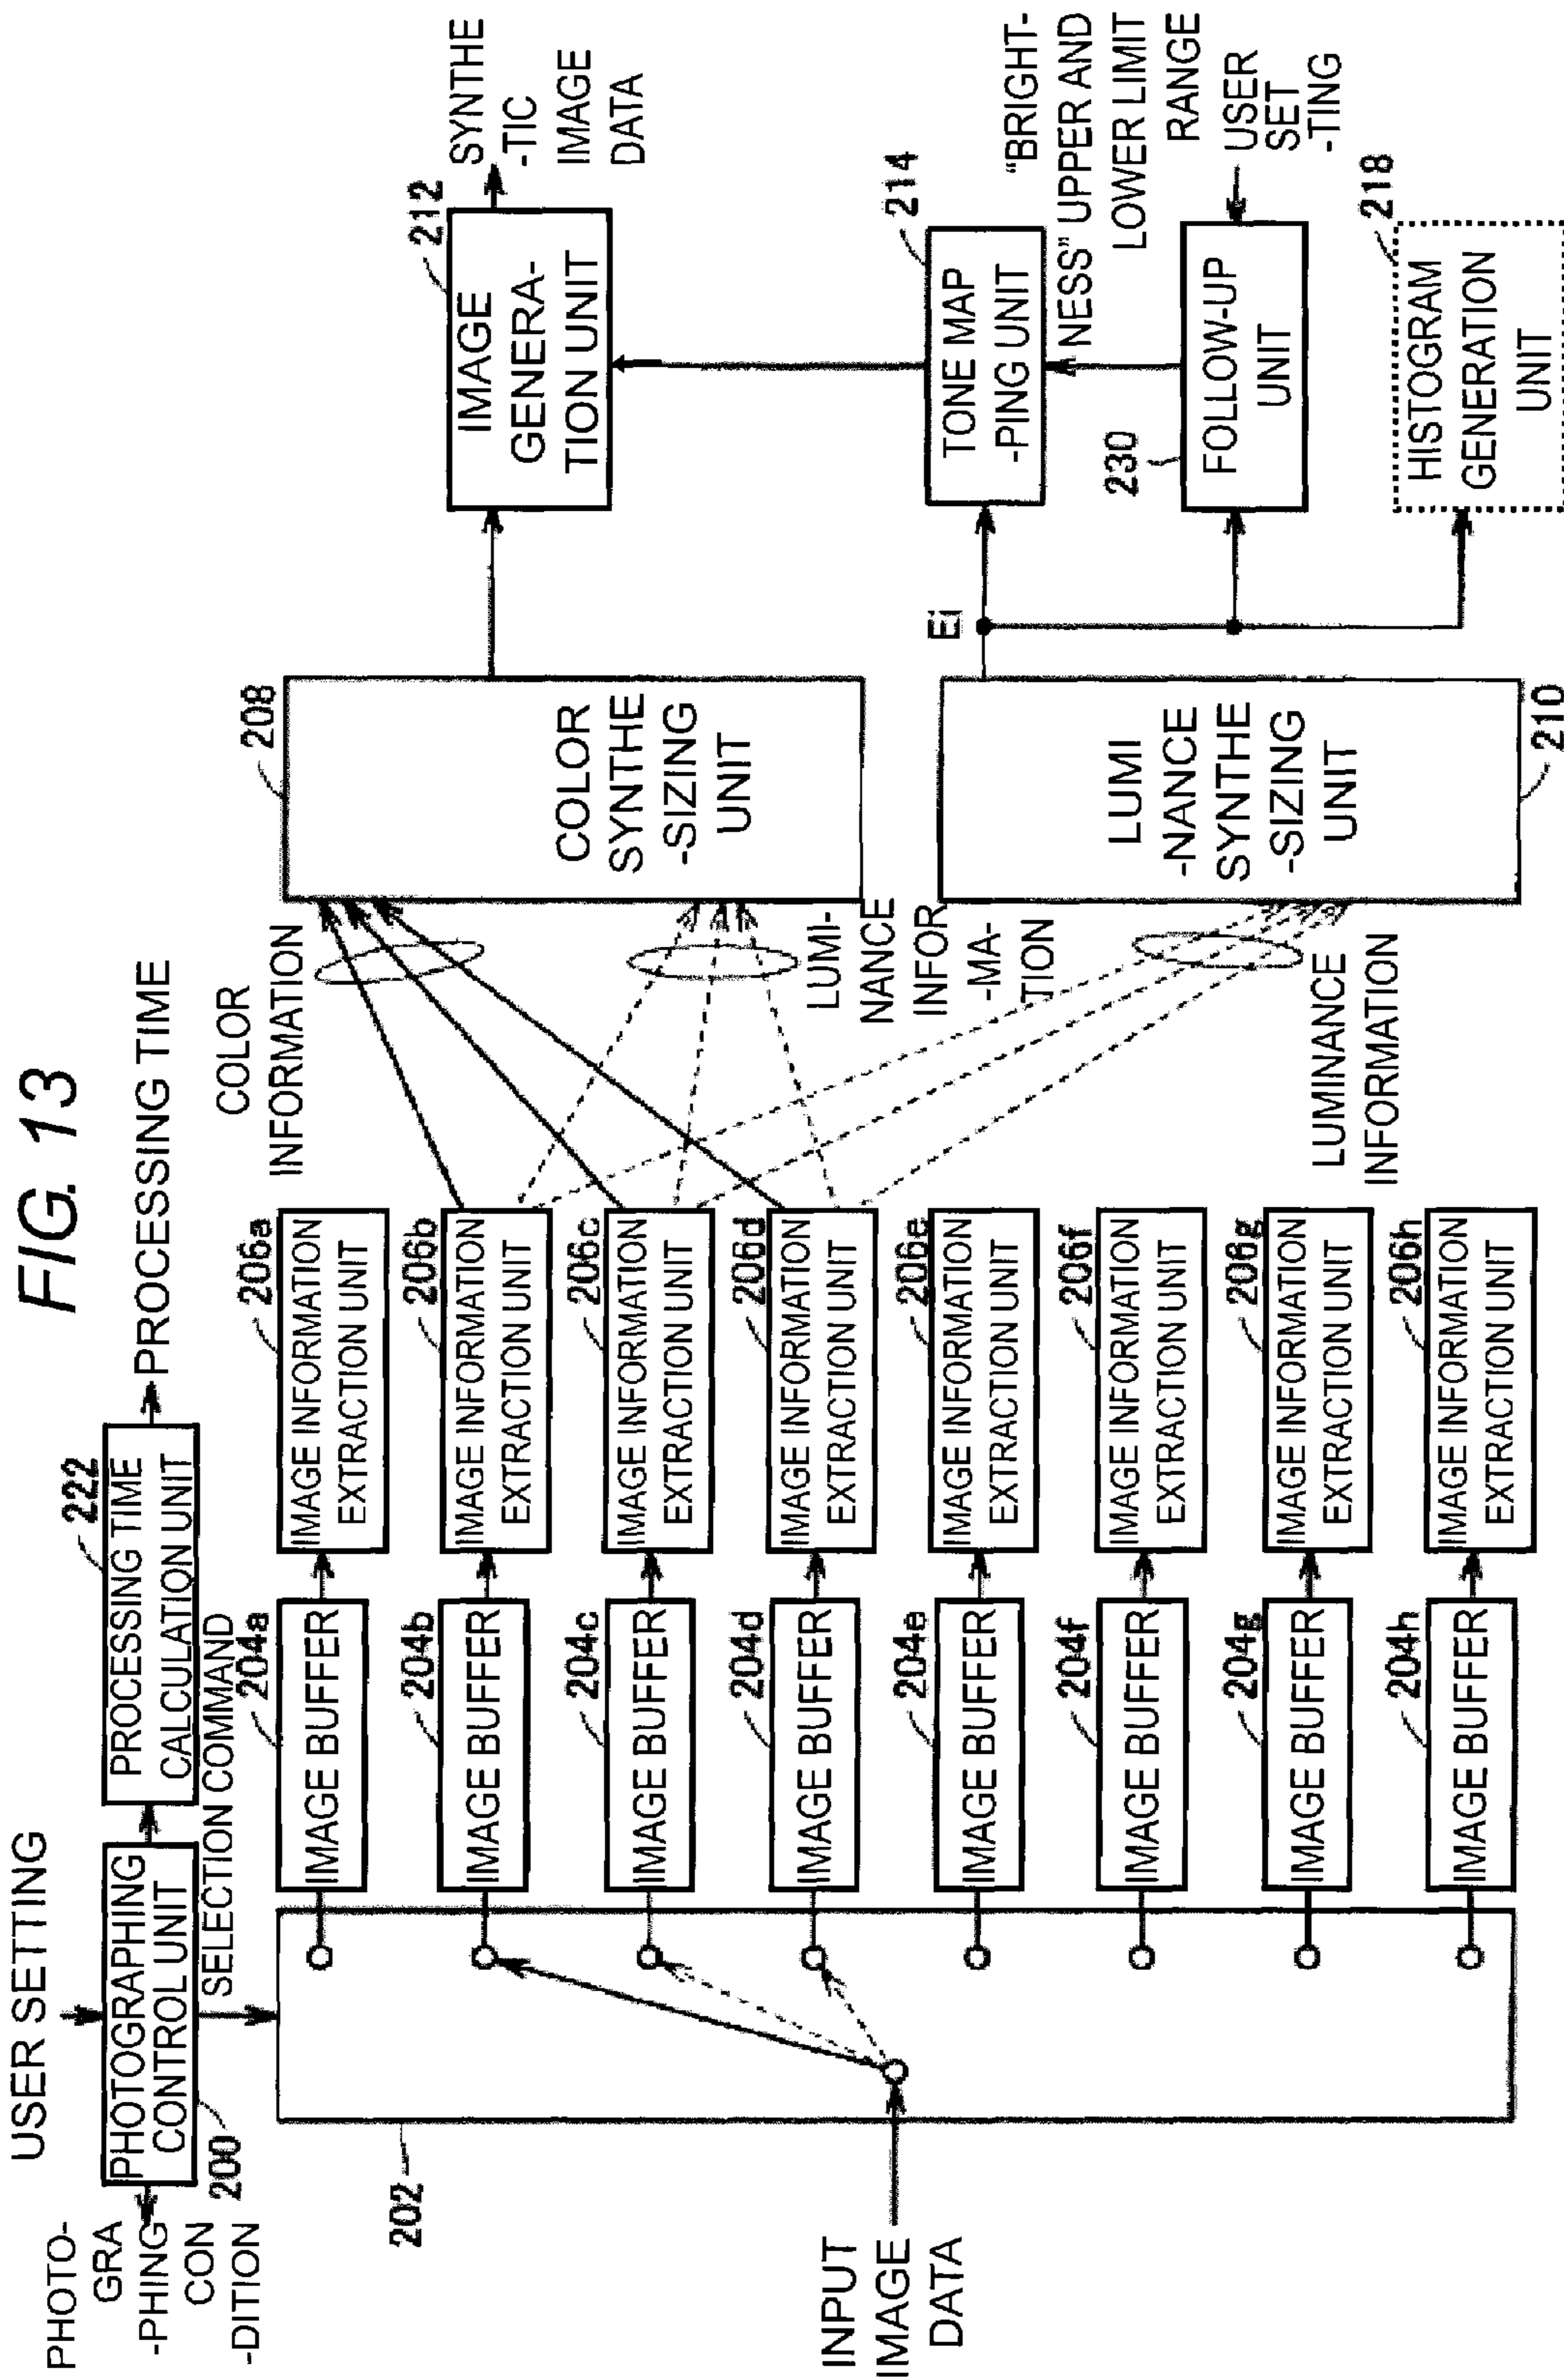 FIG. 13
USER SETTING
PHOTOGRAPHING
CONTROL UNIT
200
PHOTO-
GRA
-PHING
CON
-DITION
222
PROCESSING TIME
CALCULATION UNIT
PROCESSING TIME
SELECTION COMMAND
202
INPUT
IMAGE
DATA
204a
IMAGE BUFFER
206a
IMAGE INFORMATION
EXTRACTION UNIT
204b
IMAGE BUFFER
206b
IMAGE INFORMATION
EXTRACTION UNIT
204c
IMAGE BUFFER
206c
IMAGE INFORMATION
EXTRACTION UNIT
204d
IMAGE BUFFER
206d
IMAGE INFORMATION
EXTRACTION UNIT
204e
IMAGE BUFFER
206e
IMAGE INFORMATION
EXTRACTION UNIT
204f
IMAGE BUFFER
206f
IMAGE INFORMATION
EXTRACTION UNIT
204g
IMAGE BUFFER
206g
IMAGE INFORMATION
EXTRACTION UNIT
204h
IMAGE BUFFER
206h
IMAGE INFORMATION
EXTRACTION UNIT
COLOR
INFORMATION
LUMI-
NANCE
INFOR
-MA-
TION
LUMINANCE
INFORMATION
208
COLOR
SYNTHE
-SIZING
UNIT
LUMI
-NANCE
SYNTHE
-SIZING
UNIT
210
Ei
212
IMAGE
GENERA-
TION UNIT
SYNTHE
-TIC
IMAGE
DATA
214
TONE MAP
-PING UNIT
"BRIGHT-
NESS" UPPER AND
LOWER LIMIT
RANGE
230
FOLLOW-UP
UNIT
USER
SET
-TING
218
HISTOGRAM
GENERATION
UNIT